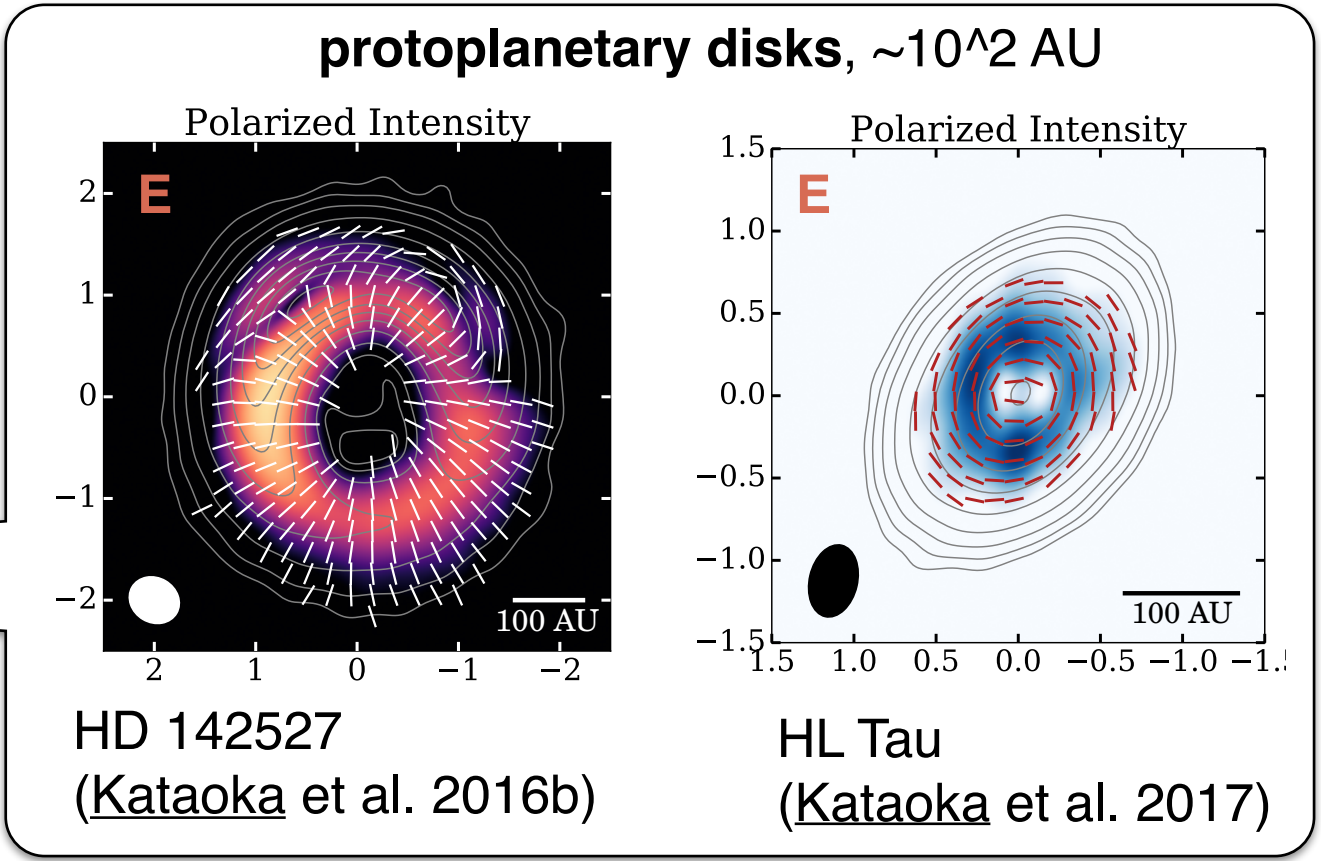 protoplanetary disks, ~10^2 AU
Polarized Intensity
E
2
1
0
−1
−2
100 AU
2 1 0 −1 −2
HD 142527
(Kataoka et al. 2016b)
Polarized Intensity
E
1.5
1.0
0.5
0.0
−0.5
−1.0
−1.5
100 AU
1.5 1.0 0.5 0.0 −0.5 −1.0
HL Tau
(Kataoka et al. 2017)